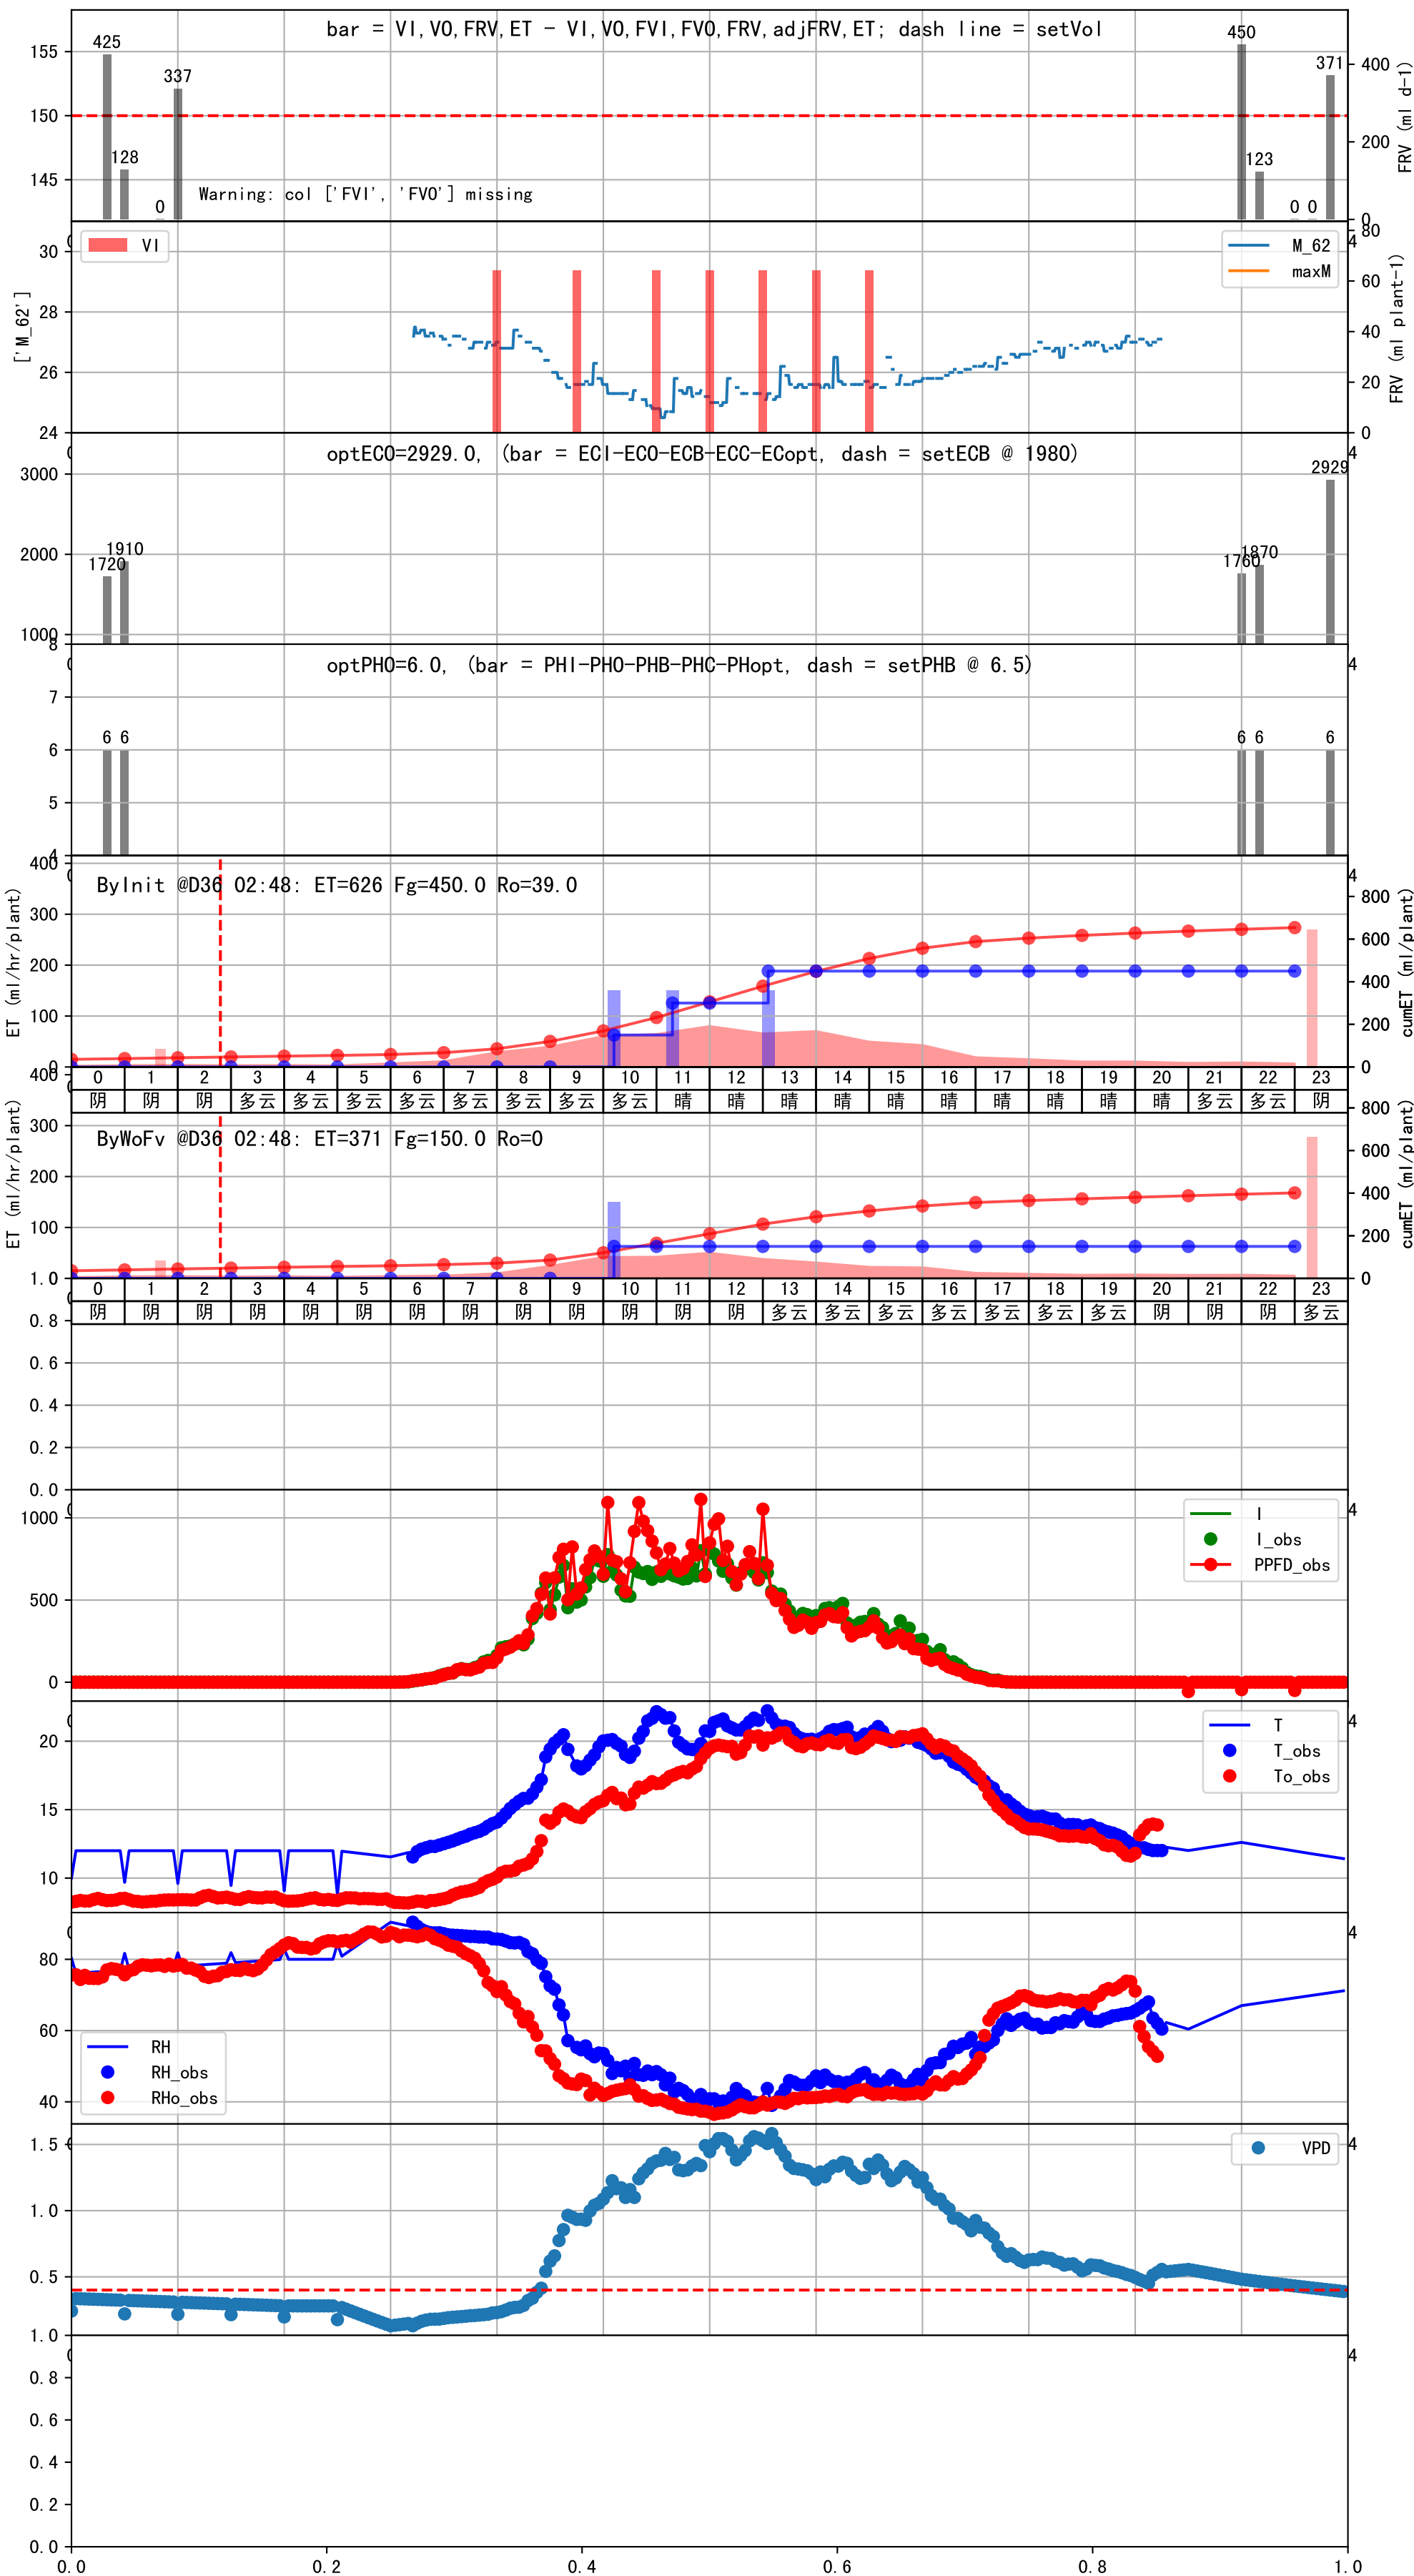 bar = VI,VO,FRV,ET - VI,VO,FVI,FVO,FRV,adjFRV,ET; dash line = setVol
425
128
0
337
450
123
0 0
371
155
150
145
400
200
0
FRV (ml d-1)
Warning: col ['FVI', 'FVO'] missing
VI
M_62
maxM
30
28
26
24
['M_62']
80
60
40
20
0
FRV (ml plant-1)
optECO=2929.0, (bar = ECI-ECO-ECB-ECC-ECopt, dash = setECB @ 1980)
3000
2000
1000
1720
1910
1760
1870
2929
optPHO=6.0, (bar = PHI-PHO-PHB-PHC-PHopt, dash = setPHB @ 6.5)
8
7
6
5
4
6 6
6 6
6
ByInit @D36 02:48: ET=626 Fg=450.0 Ro=39.0
400
300
200
100
0
ET (ml/hr/plant)
800
600
400
200
0
cumET (ml/plant)
0 1 2 3 4 5 6 7 8 9 10 11 12 13 14 15 16 17 18 19 20 21 22 23
阴 阴 阴 多云 多云 多云 多云 多云 多云 多云 多云 晴 晴 晴 晴 晴 晴 晴 晴 晴 晴 多云 多云 阴
ByWoFv @D36 02:48: ET=371 Fg=150.0 Ro=0
400
300
200
100
ET (ml/hr/plant)
800
600
400
200
0
cumET (ml/plant)
0 1 2 3 4 5 6 7 8 9 10 11 12 13 14 15 16 17 18 19 20 21 22 23
阴 阴 阴 阴 阴 阴 阴 阴 阴 阴 阴 阴 阴 多云 多云 多云 多云 多云 多云 多云 阴 阴 阴 多云
1.0
0.8
0.6
0.4
0.2
0.0
1000
500
0
I
I_obs
PPFD_obs
20
15
10
T
T_obs
To_obs
80
60
40
RH
RH_obs
RHo_obs
1.5
1.0
0.5
VPD
1.0
0.8
0.6
0.4
0.2
0.0
0.0 0.2 0.4 0.6 0.8 1.0